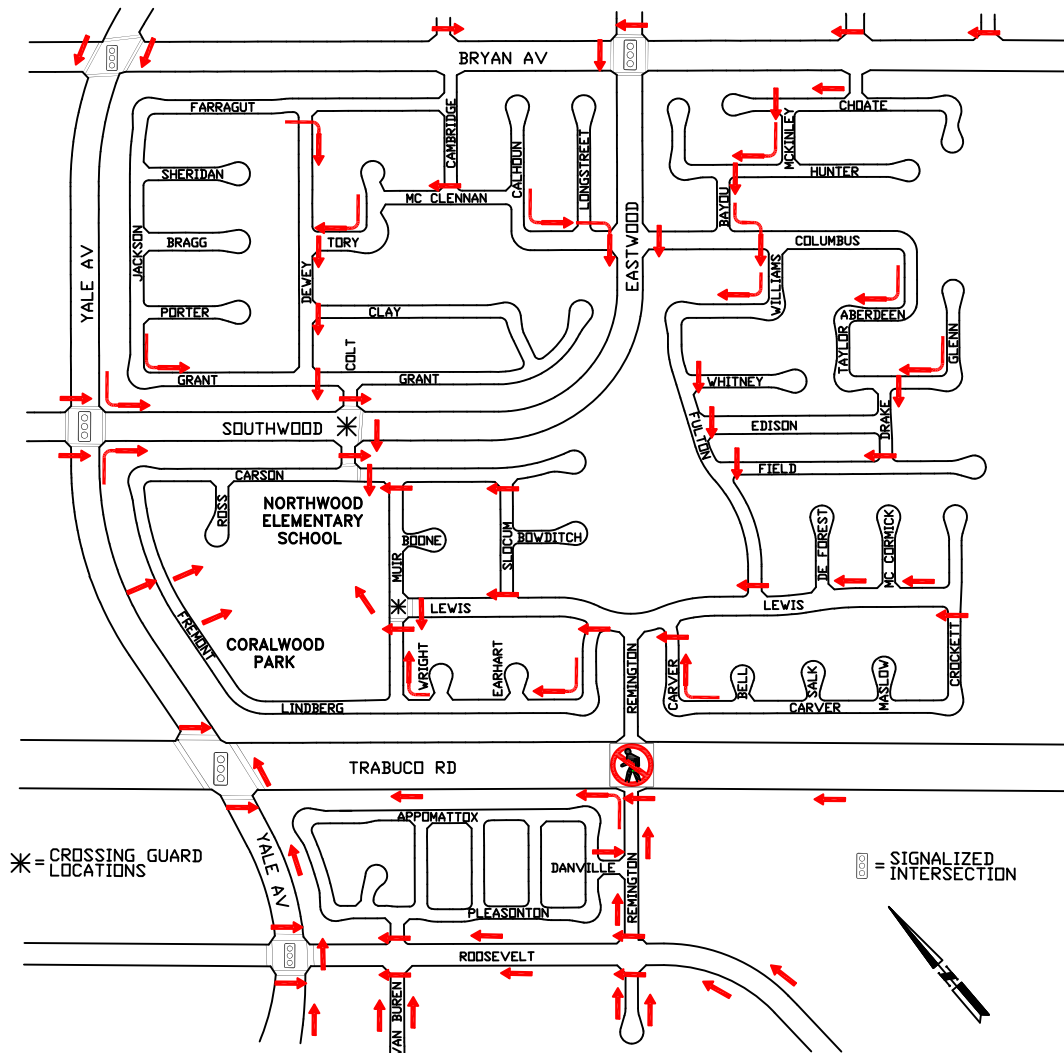 BRYAN AV
FARRAGUT
CAMBRIDGE
CALHOUN
LONGSTREET
CHOATE
MCKINLEY
SHERIDAN
MC CLENNAN
HUNTER
BAYOU
YALE AV
JACKSON
BRAGG
DEWEY
TORY
EASTWOOD
COLUMBUS
WILLIAMS
PORTER
CLAY
ABERDEEN
TAYLOR
GLENN
COLT
GRANT
GRANT
WHITNEY
SOUTHWOOD
FULTON
EDISON
DRAKE
CARSON
FIELD
ROSS
NORTHWOOD
ELEMENTARY
SCHOOL
BOONE
MUIR
SLOCUM
BOWDITCH
DE FOREST
MC CORMICK
LEWIS
LEWIS
FREMONT
CORALWOOD
PARK
WRIGHT
EARHART
REMINGTON
CARVER
BELL
SALK
MASLOW
CROCKETT
LINDBERG
CARVER
TRABUCO RD
APPOMATTOX
YALE AV
DANVILLE
REMINGTON
PLEASONTON
ROOSEVELT
VAN BUREN
= CROSSING GUARD
LOCATIONS
= SIGNALIZED
INTERSECTION
N